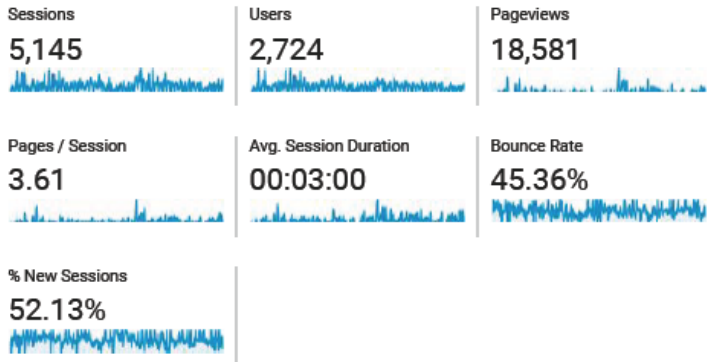 Sessions
5,145
Users
2,724
Pageviews
18,581
Pages / Session
3.61
Avg. Session Duration
00:03:00
Bounce Rate
45.36%
% New Sessions
52.13%